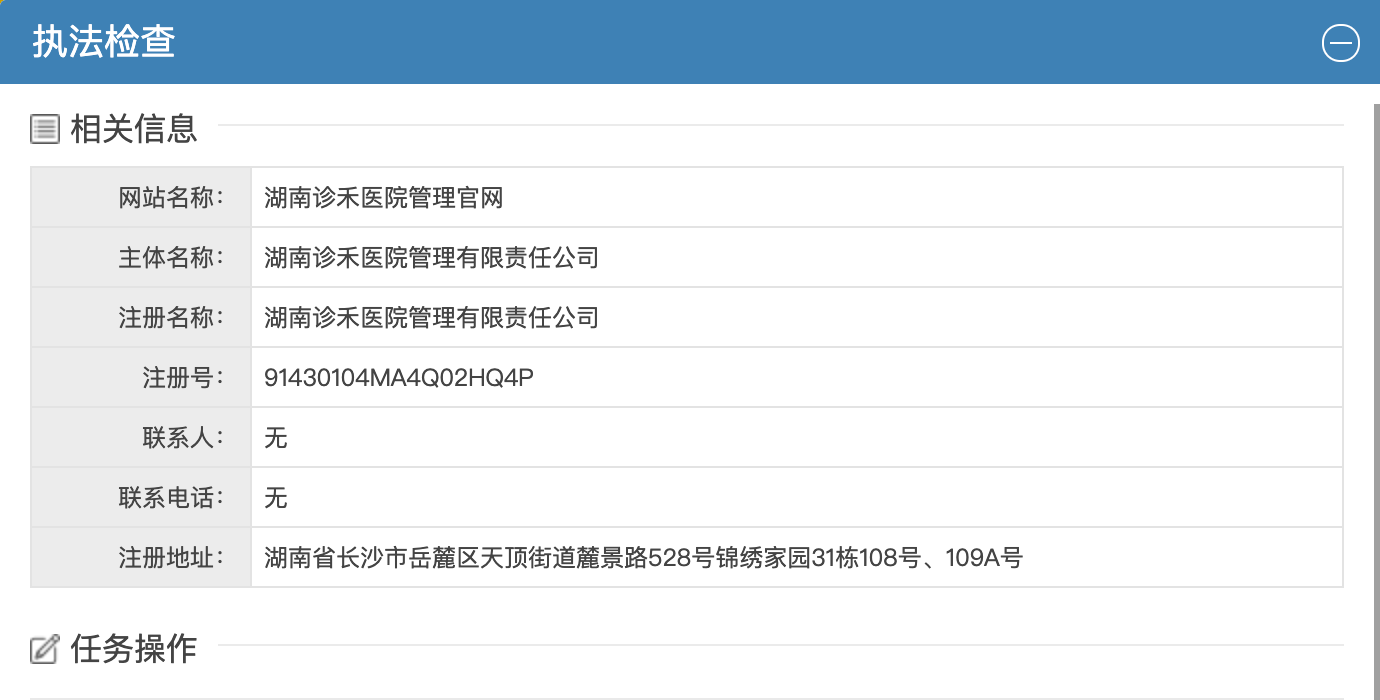 执法检查
相关信息
网站名称： 湖南诊禾医院管理官网
主体名称： 湖南诊禾医院管理有限责任公司
注册名称： 湖南诊禾医院管理有限责任公司
注册号： 91430104MA4Q02HQ4P
联系人： 无
联系电话： 无
注册地址： 湖南省长沙市岳麓区天顶街道麓景路528号锦绣家园31栋108号、109A号
任务操作